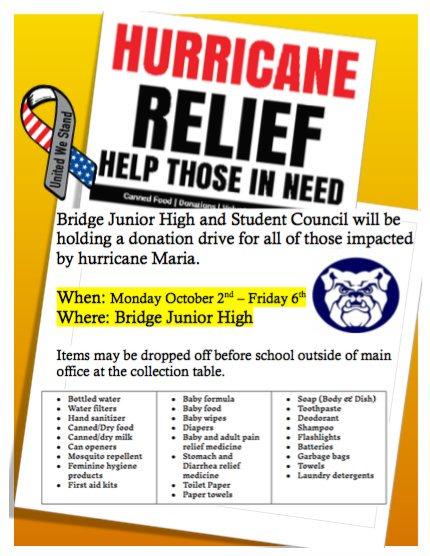 HURRICANE
RELIEF
HELP THOSE IN NEED
Canned Food | Donations |
United We Stand
Bridge Junior High and Student Council will be
holding a donation drive for all of those impacted
by hurricane Maria.
When: Monday October 2nd – Friday 6th
Where: Bridge Junior High
Items may be dropped off before school outside of main
office at the collection table.
• Bottled water
• Water filters
• Hand sanitizer
• Canned/Dry food
• Canned/dry milk
• Can openers
• Mosquito repellent
• Feminine hygiene
products
• First aid kits
• Baby formula
• Baby food
• Baby wipes
• Diapers
• Baby and adult pain
relief medicine
• Stomach and
Diarrhea relief
medicine
• Toilet Paper
• Paper towels
• Soap (Body & Dish)
• Toothpaste
• Deodorant
• Shampoo
• Flashlights
• Batteries
• Garbage bags
• Towels
• Laundry detergents